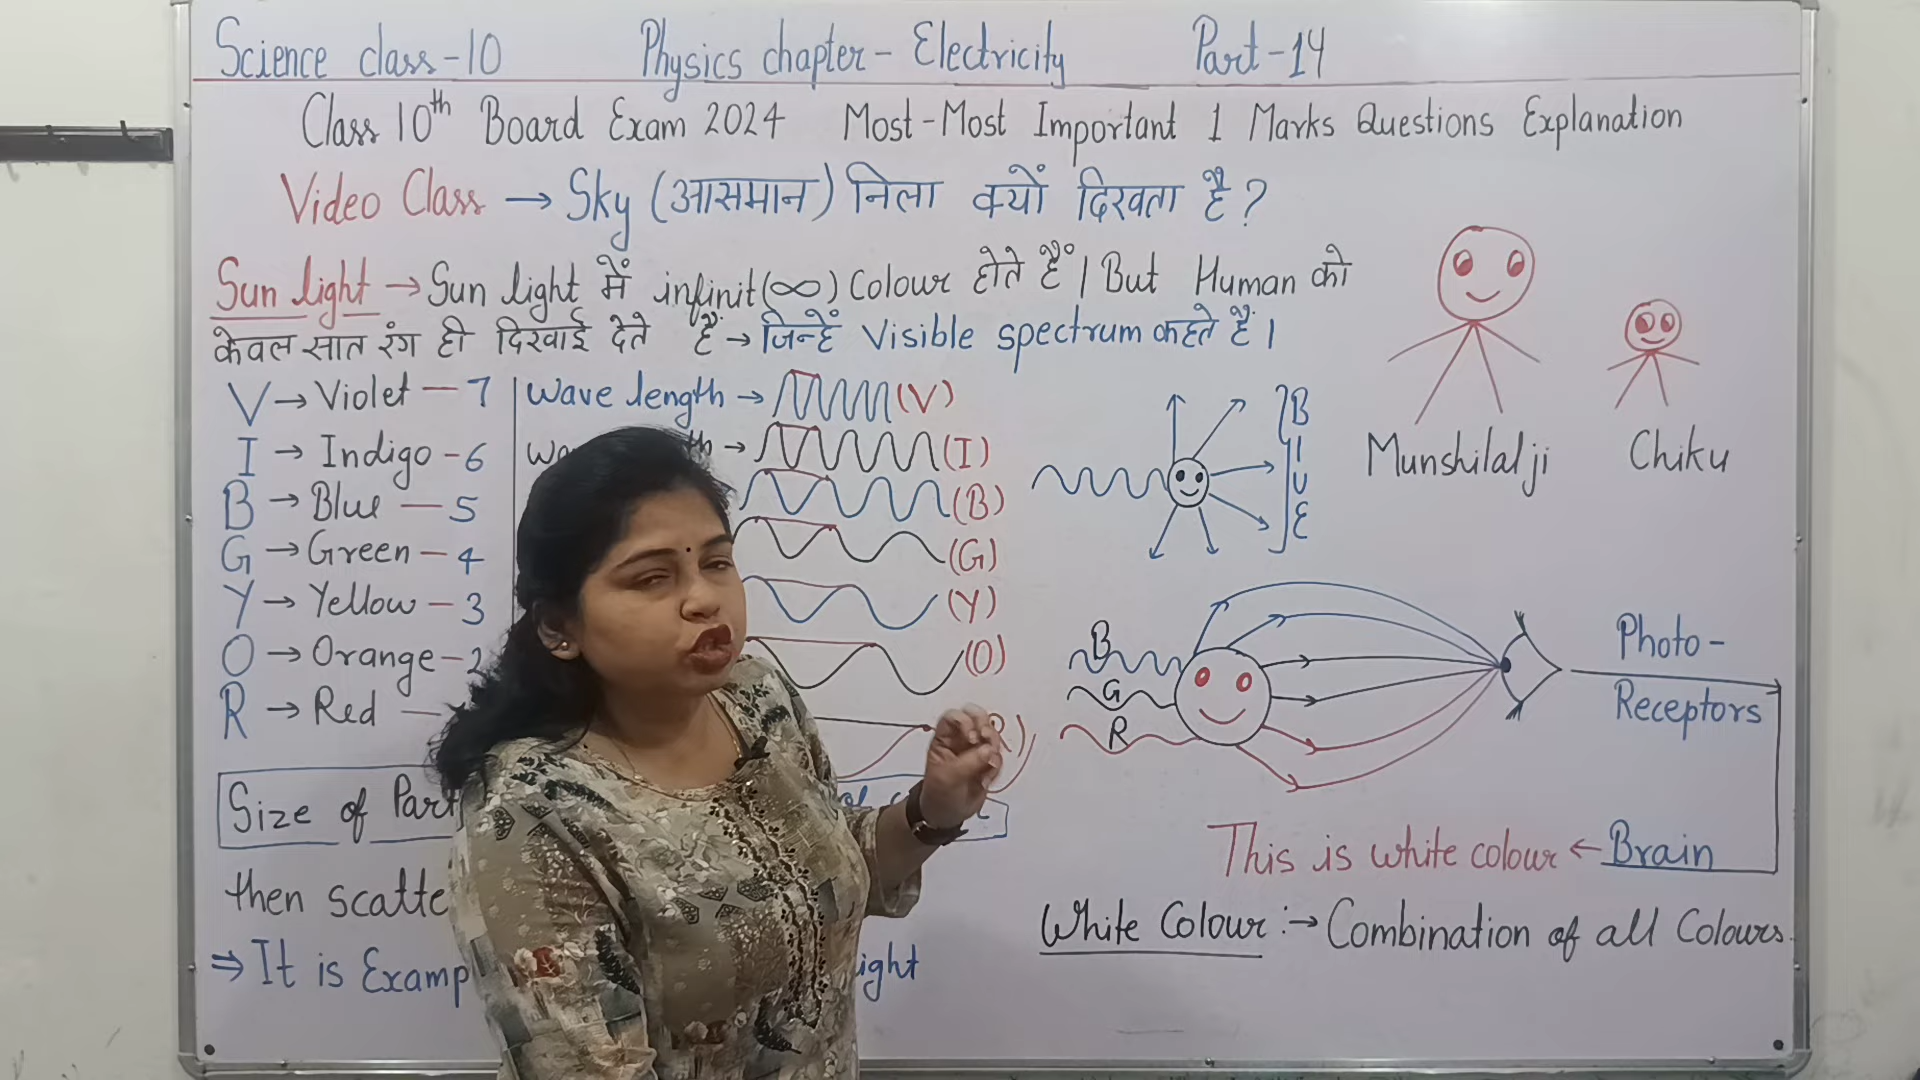 Science class-10 Physics chapter- Electricity Part-14
Class 10th Board Exam 2024 Most-Most Important 1 Marks Questions Explanation
Video Class → Sky (आसमान) निला क्यों दिखता है?
Sun light → Sun light में infinit(∞) Colour होते हैं। But Human को
केवल सात रंग ही दिखाई देते हैं → जिन्हें Visible spectrum कहते हैं।
V → Violet — 7
I → Indigo - 6
B → Blue — 5
G → Green — 4
Y → Yellow — 3
O → Orange - 2
R → Red —
Wave length → (V)
→ (I)
(B)
(G)
(Y)
(O)
Size of Part
then scatte
⇒ It is Examp
ight
BlUE
Munshilalji
Chiku
B
G
R
Photo-
Receptors
This is white colour ← Brain
White Colour :→ Combination of all Colours.